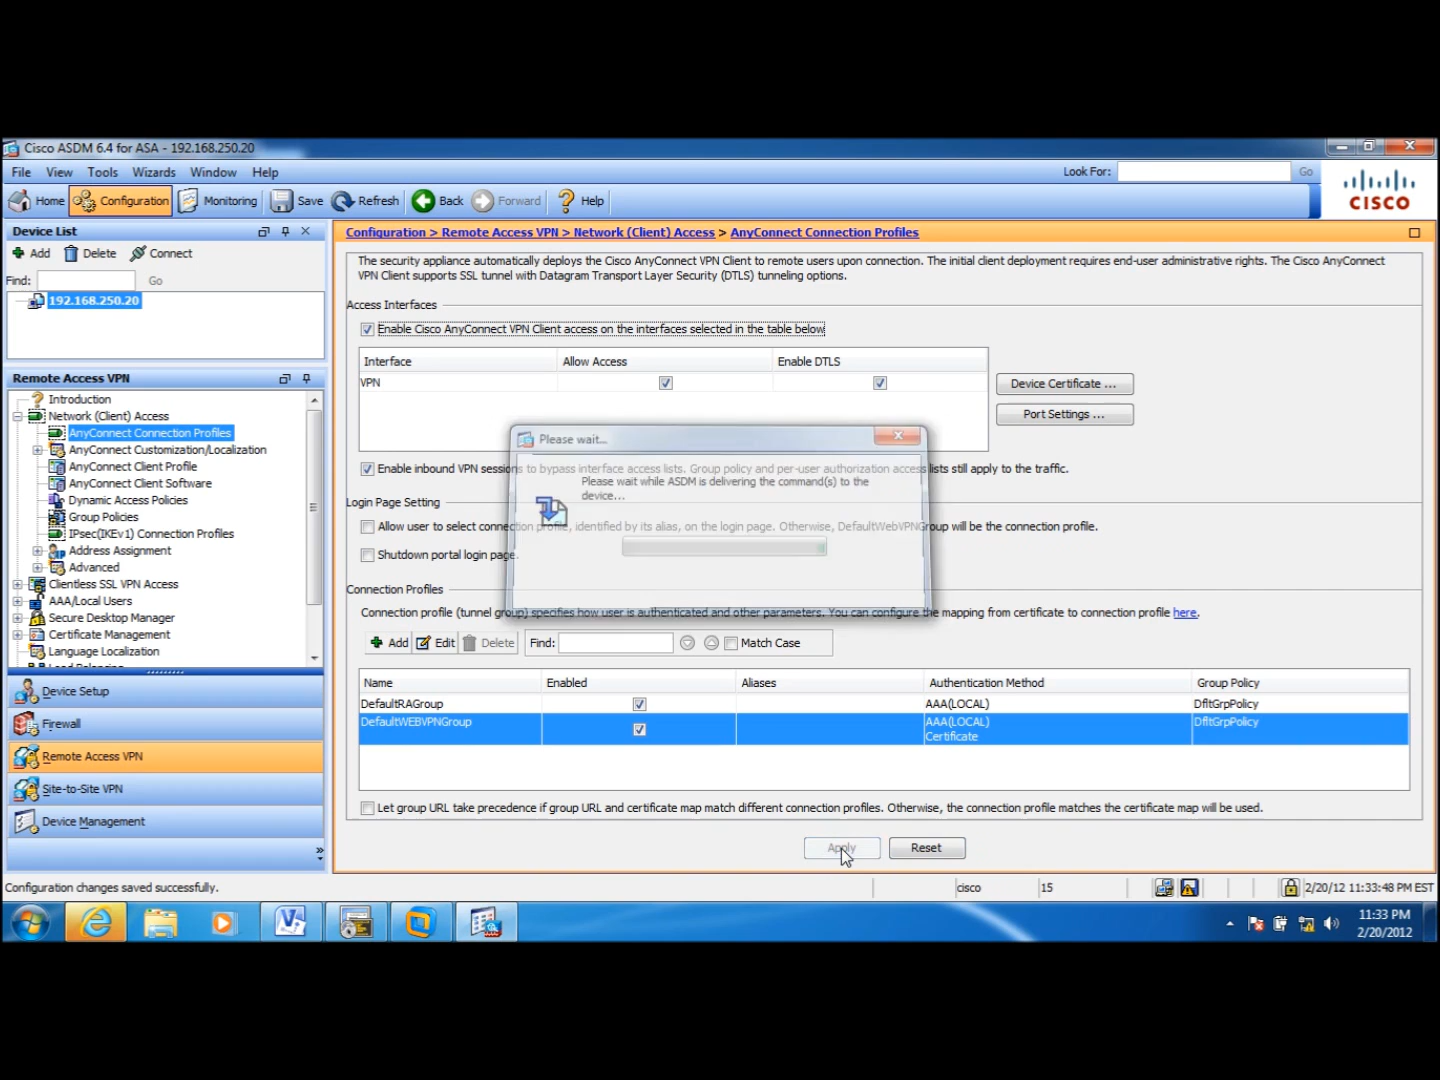 Cisco ASDM 6.4 for ASA - 192.168.250.20
File View Tools Wizards Window Help
Look For: Go
Home Configuration Monitoring Save Refresh Back Forward Help
CISCO
Device List
Add Delete Connect
Find: Go
192.168.250.20
Remote Access VPN
Introduction
Network (Client) Access
AnyConnect Connection Profiles
AnyConnect Customization/Localization
AnyConnect Client Profile
AnyConnect Client Software
Dynamic Access Policies
Group Policies
IPsec(IKEv1) Connection Profiles
Address Assignment
Advanced
Clientless SSL VPN Access
AAA/Local Users
Secure Desktop Manager
Certificate Management
Language Localization
Load Balancing
Device Setup
Firewall
Remote Access VPN
Site-to-Site VPN
Device Management
Configuration > Remote Access VPN > Network (Client) Access > AnyConnect Connection Profiles
The security appliance automatically deploys the Cisco AnyConnect VPN Client to remote users upon connection. The initial client deployment requires end-user administrative rights. The Cisco AnyConnect
VPN Client supports SSL tunnel with Datagram Transport Layer Security (DTLS) tunneling options.
Access Interfaces
Enable Cisco AnyConnect VPN Client access on the interfaces selected in the table below
Interface Allow Access Enable DTLS
VPN
Device Certificate ...
Port Settings ...
Please wait...
Enable inbound VPN sessions to bypass interface access lists. Group policy and per-user authorization access lists still apply to the traffic.
Please wait while ASDM is delivering the command(s) to the
device...
Login Page Setting
Allow user to select connection profile, identified by its alias, on the login page. Otherwise, DefaultWebVPNGroup will be the connection profile.
Shutdown portal login page.
Connection Profiles
Connection profile (tunnel group) specifies how user is authenticated and other parameters. You can configure the mapping from certificate to connection profile here.
Add Edit Delete Find: Match Case
Name Enabled Aliases Authentication Method Group Policy
DefaultRAGroup AAA(LOCAL) DfltGrpPolicy
DefaultWEBVPNGroup AAA(LOCAL) DfltGrpPolicy
Certificate
Let group URL take precedence if group URL and certificate map match different connection profiles. Otherwise, the connection profile matches the certificate map will be used.
Apply Reset
Configuration changes saved successfully.
cisco 15 2/20/12 11:33:48 PM EST
11:33 PM
2/20/2012